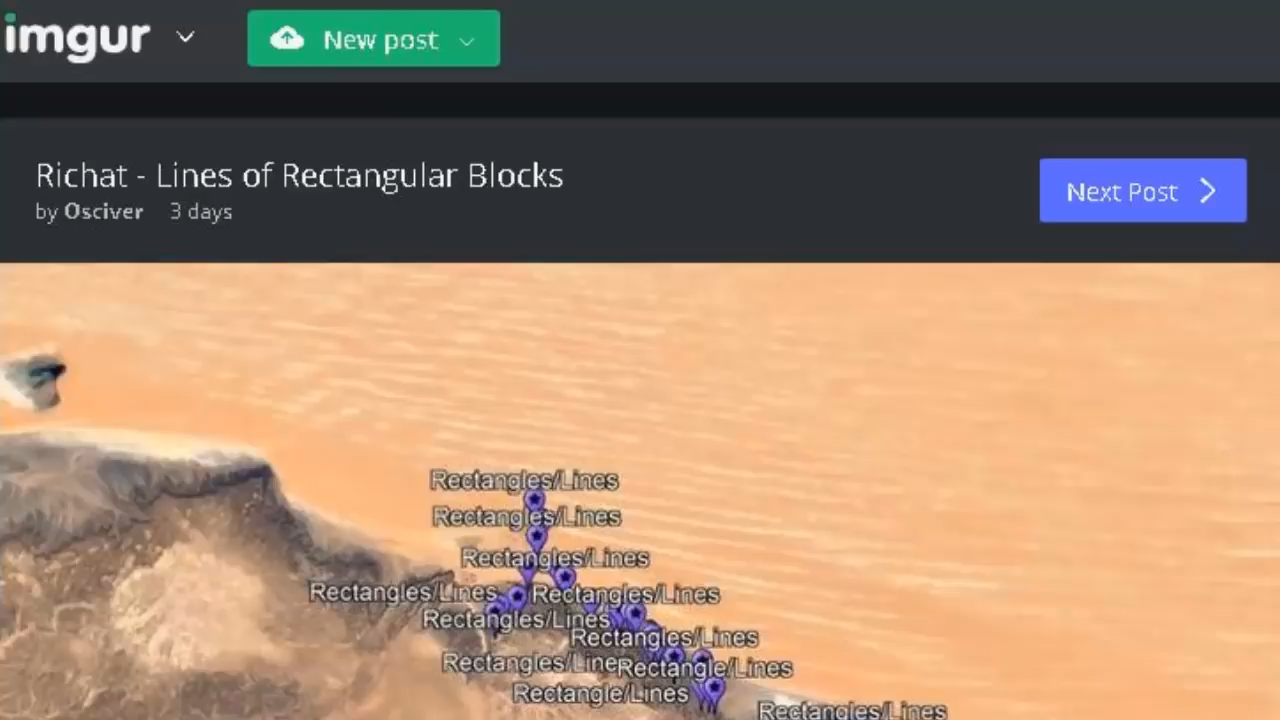 imgur
New post
Richat - Lines of Rectangular Blocks
by Osciver 3 days
Next Post
Rectangles/Lines
Rectangles/Lines
Rectangles/Lines
Rectangles/Lines
Rectangles/Lines
Rectangles/Lines
Rectangles/Lines
Rectangles/Line
Rectangle/Lines
Rectangle/Lines
Rectangles/Lines